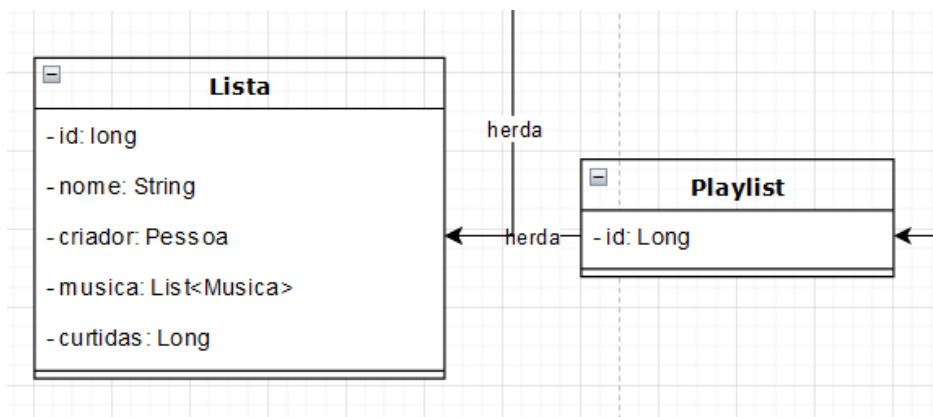 Lista
- id: long
- nome: String
- criador: Pessoa
- musica: List<Musica>
- curtidas: Long
herda
herda
Playlist
- id: Long